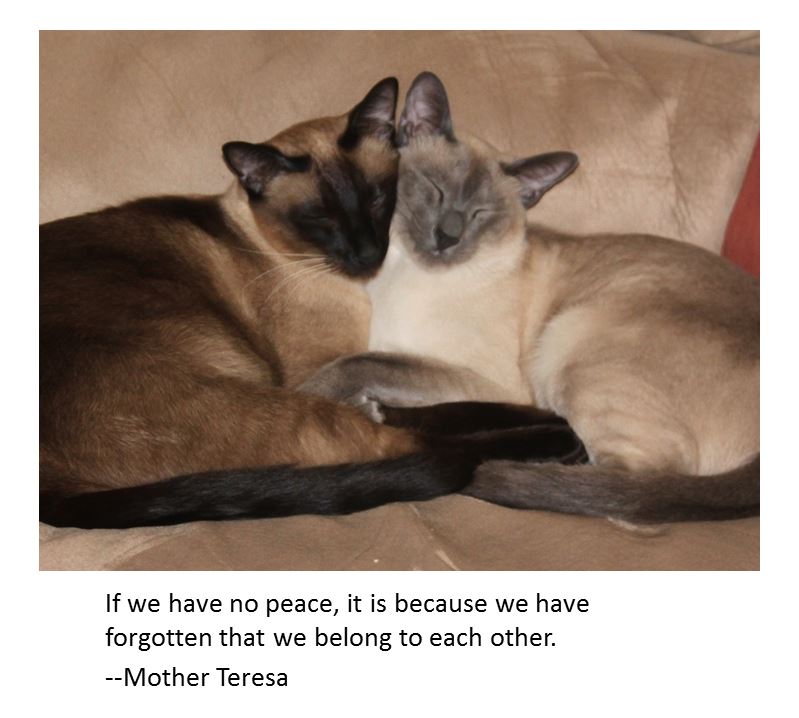 If we have no peace, it is because we have
forgotten that we belong to each other.
--Mother Teresa